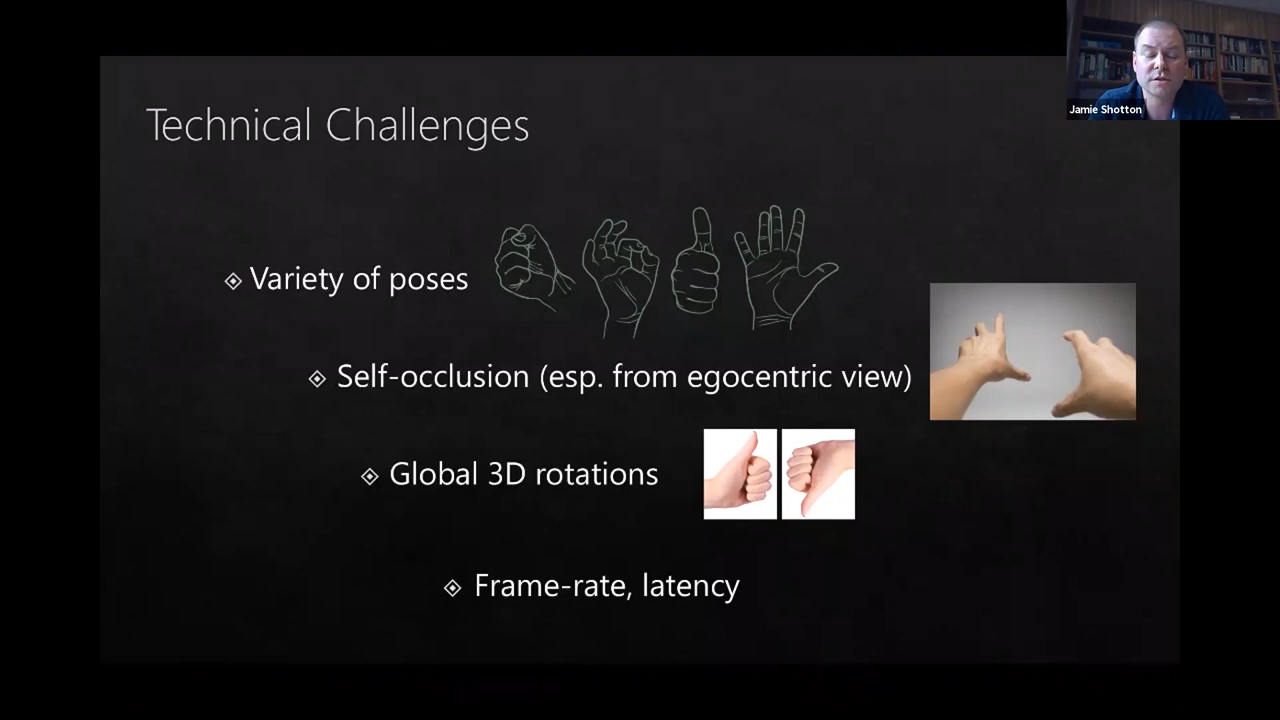 Jamie Shotton
Technical Challenges
Variety of poses
Self-occlusion (esp. from egocentric view)
Global 3D rotations
Frame-rate, latency